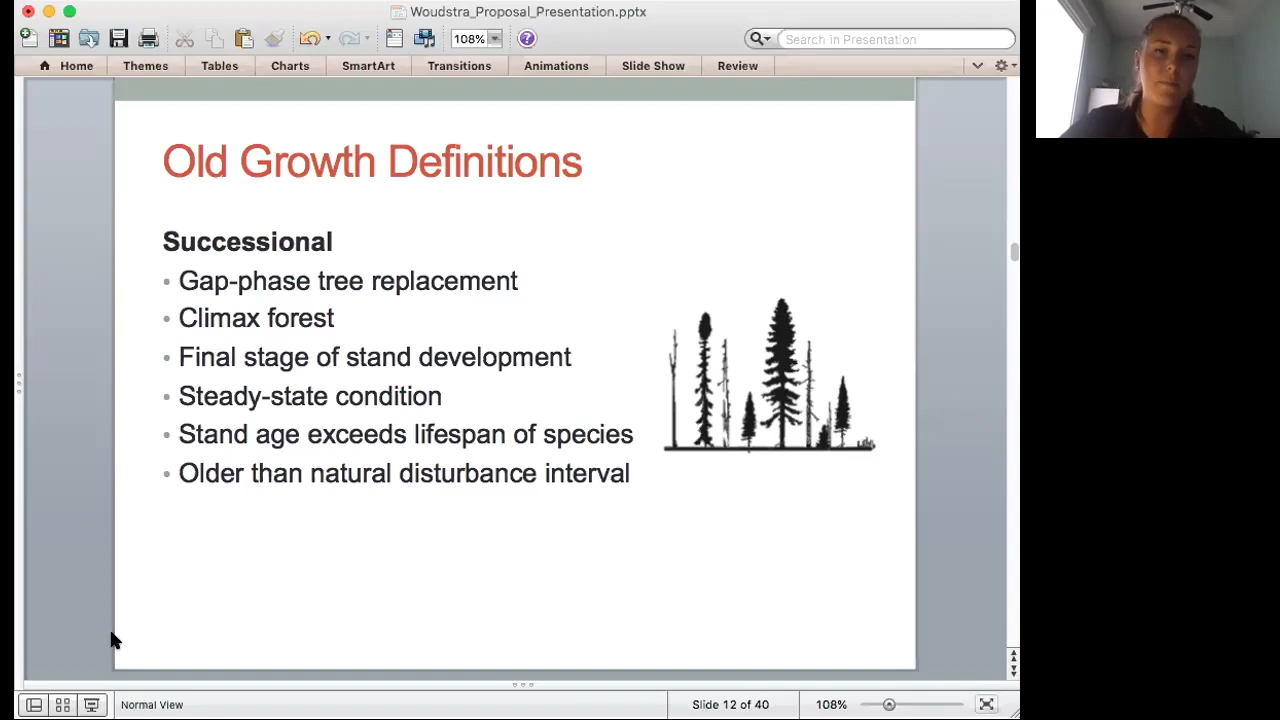 Woudstra_Proposal_Presentation.pptx
108%
Search in Presentation
Home Themes Tables Charts SmartArt Transitions Animations Slide Show Review
Old Growth Definitions
Successional
• Gap-phase tree replacement
• Climax forest
• Final stage of stand development
• Steady-state condition
• Stand age exceeds lifespan of species
• Older than natural disturbance interval
Normal View Slide 12 of 40 108%